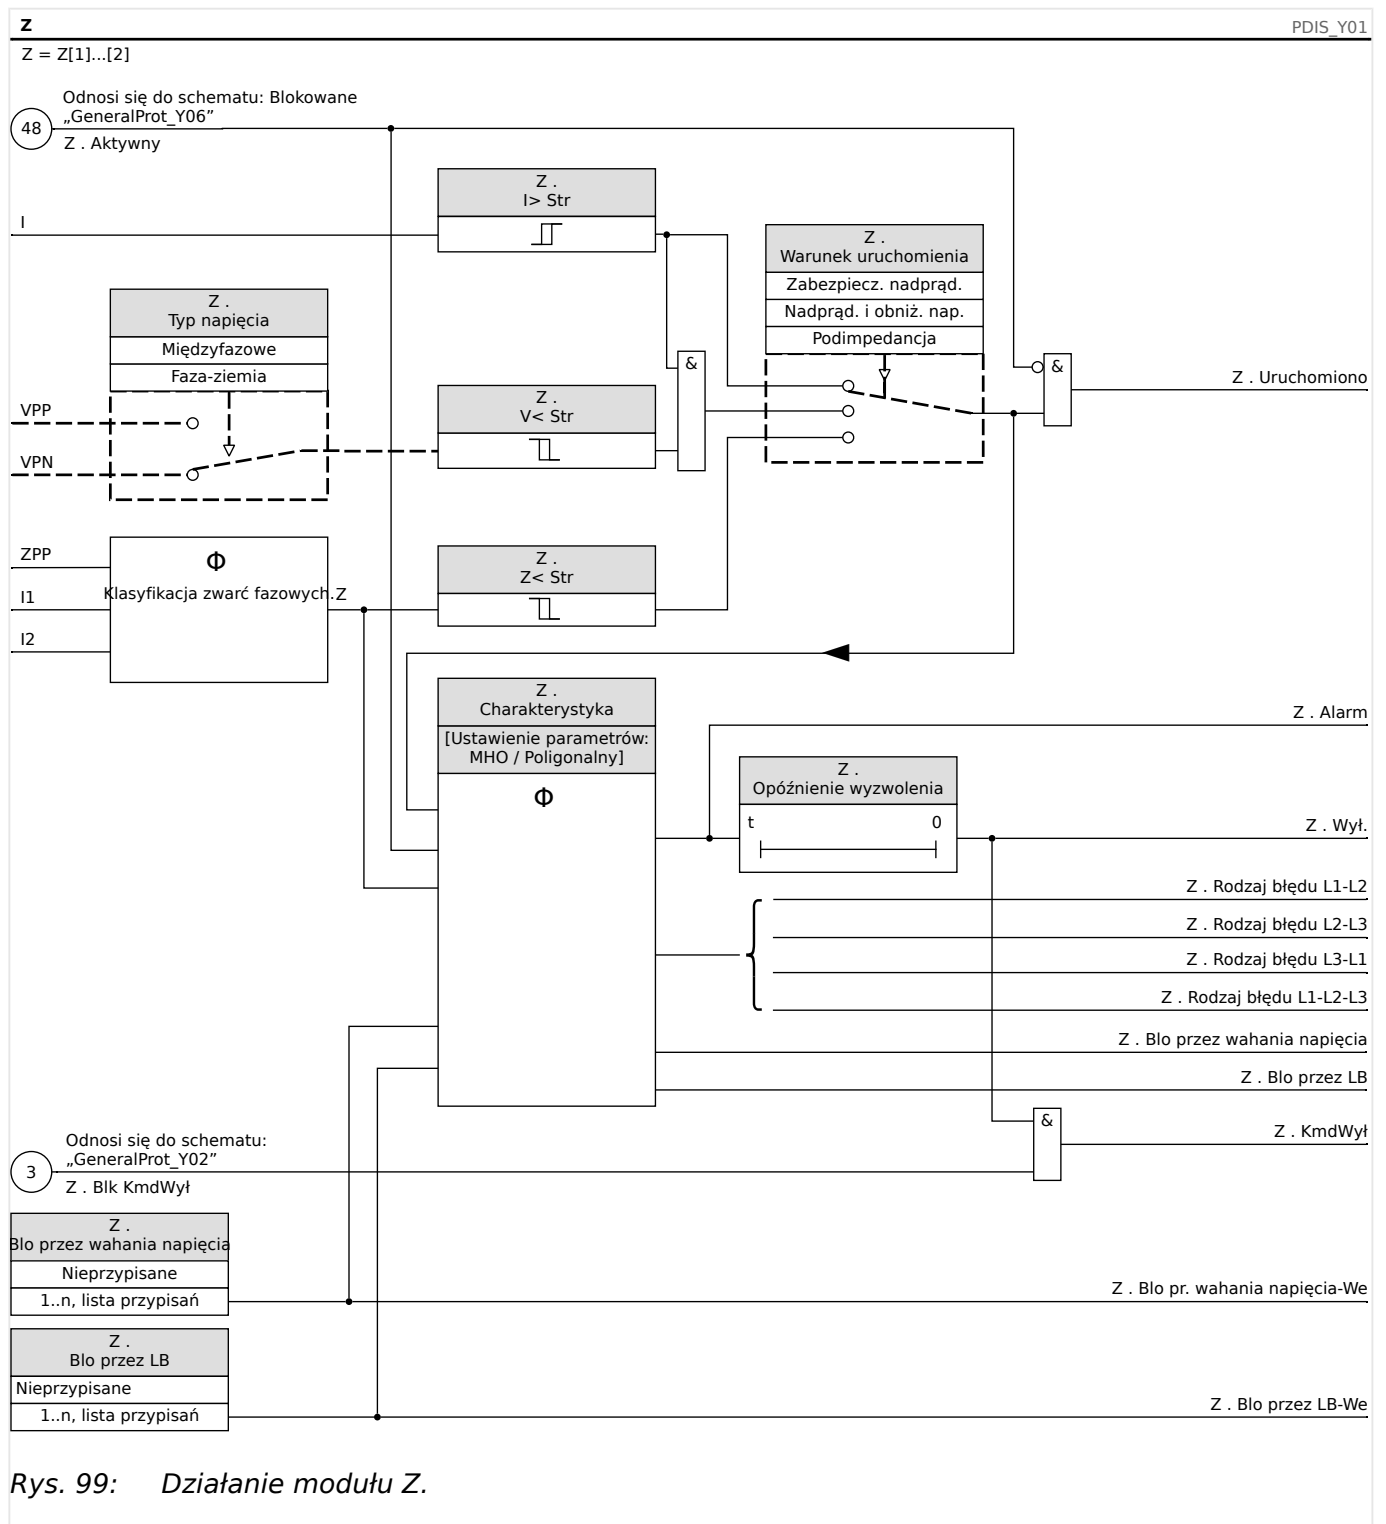 Z
PDIS_Y01
Z = Z[1]...[2]
Odnosi się do schematu: Blokowane
„GeneralProt_Y06”
48
Z . Aktywny
Z .
I> Str
I
Z .
Warunek uruchomienia
Zabezpiecz. nadprąd.
Nadprąd. i obniż. nap.
Podimpedancja
Z .
Typ napięcia
Międzyfazowe
Faza-ziemia
&
&
Z . Uruchomiono
Z .
V< Str
VPP
VPN
ZPP
I1
I2
Φ
Klasyfikacja zwarć fazowych.Z
Z .
Z< Str
Z .
Charakterystyka
[Ustawienie parametrów:
MHO / Poligonalny]
Φ
Z . Alarm
Z .
Opóźnienie wyzwolenia
t 0
Z . Wył.
Z . Rodzaj błędu L1-L2
Z . Rodzaj błędu L2-L3
Z . Rodzaj błędu L3-L1
Z . Rodzaj błędu L1-L2-L3
Z . Blo przez wahania napięcia
Z . Blo przez LB
&
Z . KmdWył
Odnosi się do schematu:
„GeneralProt_Y02”
3
Z . Blk KmdWył
Z .
Blo przez wahania napięcia
Nieprzypisane
1..n, lista przypisań
Z . Blo pr. wahania napięcia-We
Z .
Blo przez LB
Nieprzypisane
1..n, lista przypisań
Z . Blo przez LB-We
Rys. 99: Działanie modułu Z.